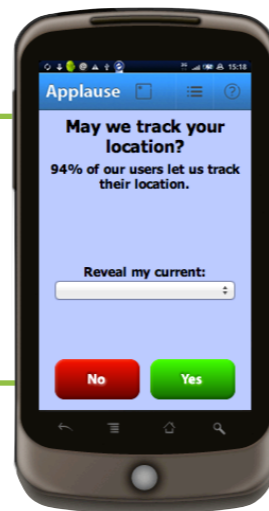 15:18
Applause
May we track your
location?
94% of our users let us track
their location.
Reveal my current:
No
Yes